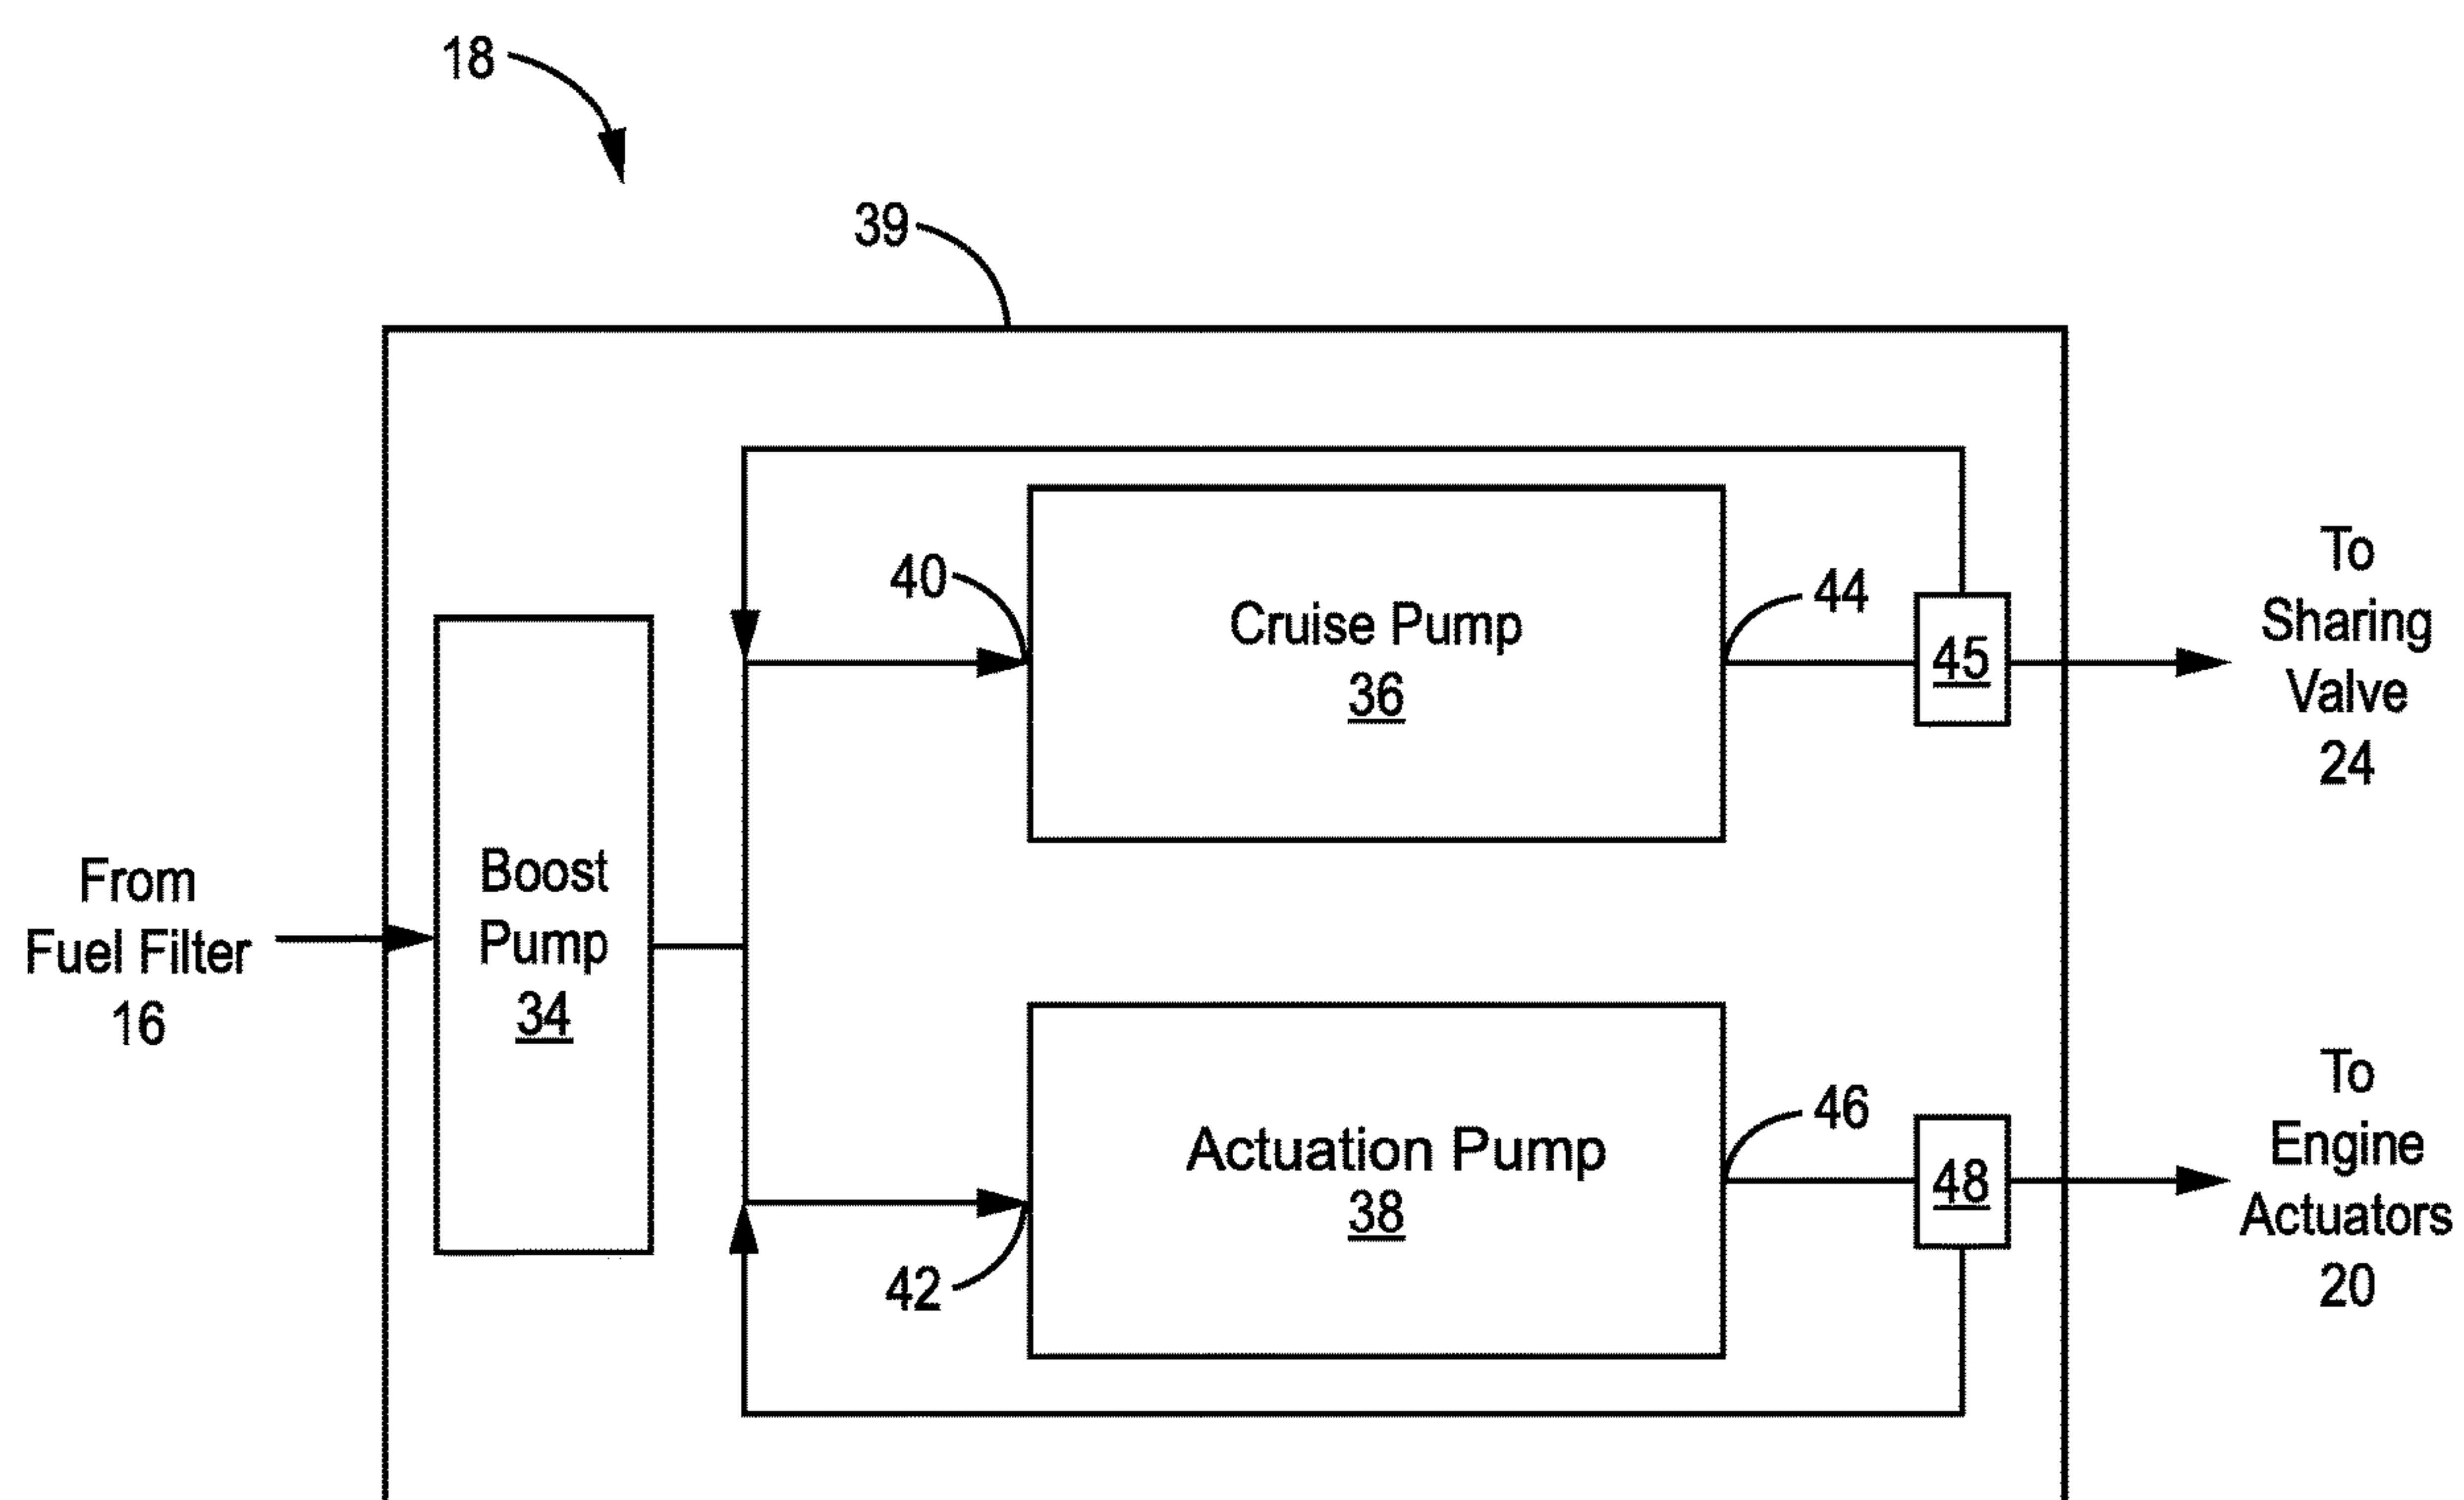 18
39
40
Cruise Pump
36
44
45
To
Sharing
Valve
24
From
Fuel Filter
16
Boost
Pump
34
42
Actuation Pump
38
46
48
To
Engine
Actuators
20